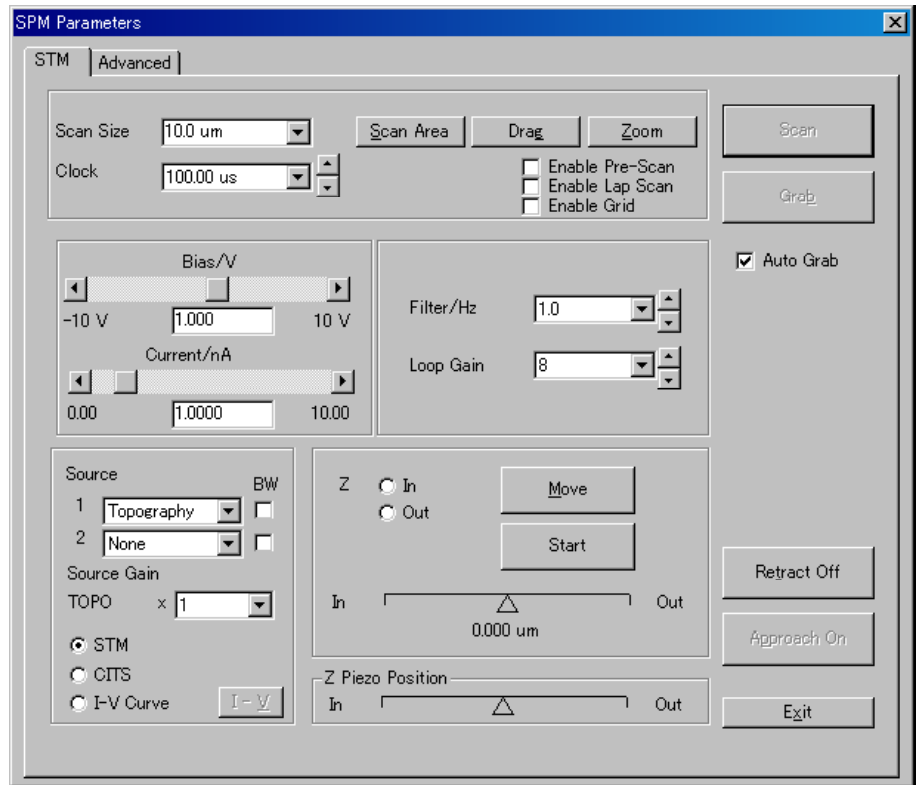 SPM Parameters
STM Advanced
Scan Size 10.0 um Scan Area Drag Zoom
Clock 100.00 us
Enable Pre-Scan
Enable Lap Scan
Enable Grid
Scan
Grab
Auto Grab
Bias/V
-10 V 1.000 10 V
Current/nA
0.00 1.0000 10.00
Filter/Hz 1.0
Loop Gain 8
Source BW
1 Topography
2 None
Source Gain
TOPO x 1
STM
CITS
I-V Curve I-V
Z In
Out
Move
Start
In Out
0.000 um
Z Piezo Position
In Out
Retract Off
Approach On
Exit